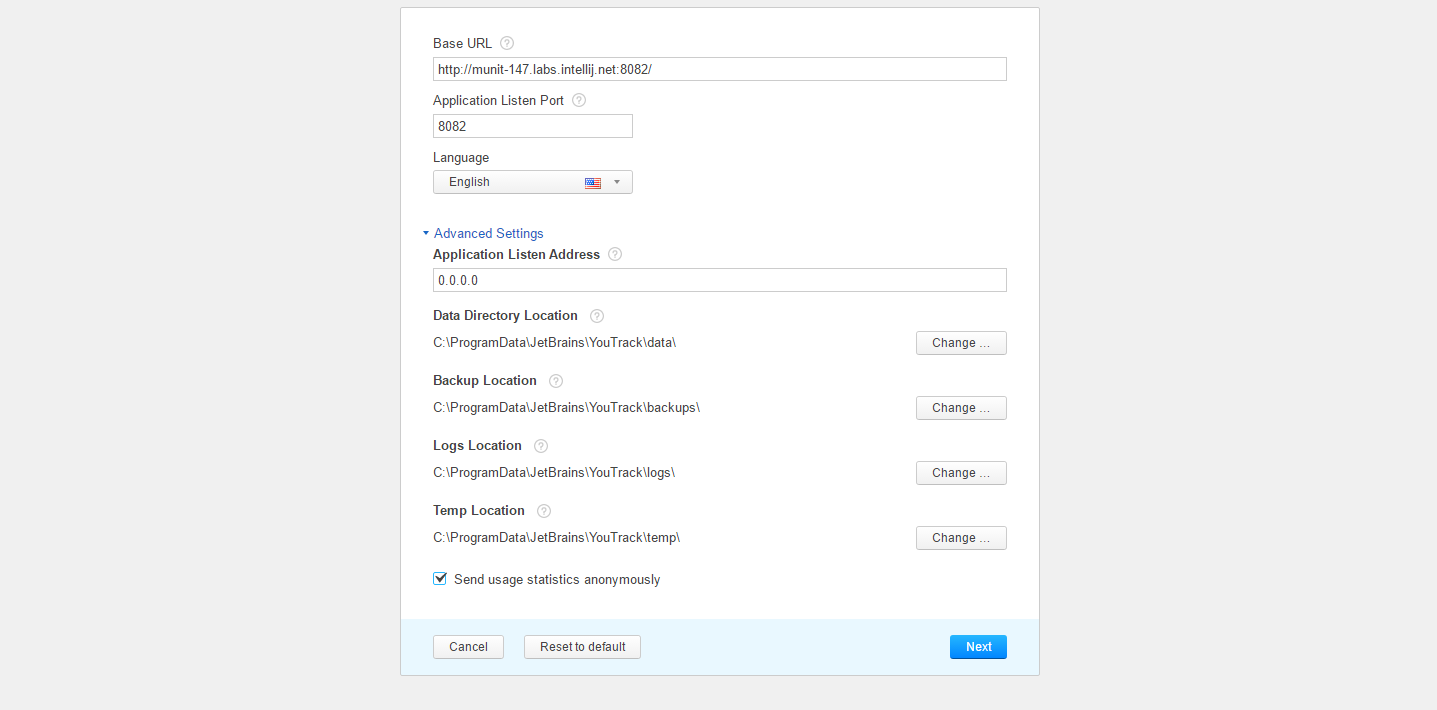 Base URL ?
http://munit-147.labs.intellij.net:8082/
Application Listen Port ?
8082
Language
English
Advanced Settings
Application Listen Address ?
0.0.0.0
Data Directory Location ?
C:\ProgramData\JetBrains\YouTrack\data\ Change ...
Backup Location ?
C:\ProgramData\JetBrains\YouTrack\backups\ Change ...
Logs Location ?
C:\ProgramData\JetBrains\YouTrack\logs\ Change ...
Temp Location ?
C:\ProgramData\JetBrains\YouTrack\temp\ Change ...
Send usage statistics anonymously
Cancel Reset to default Next